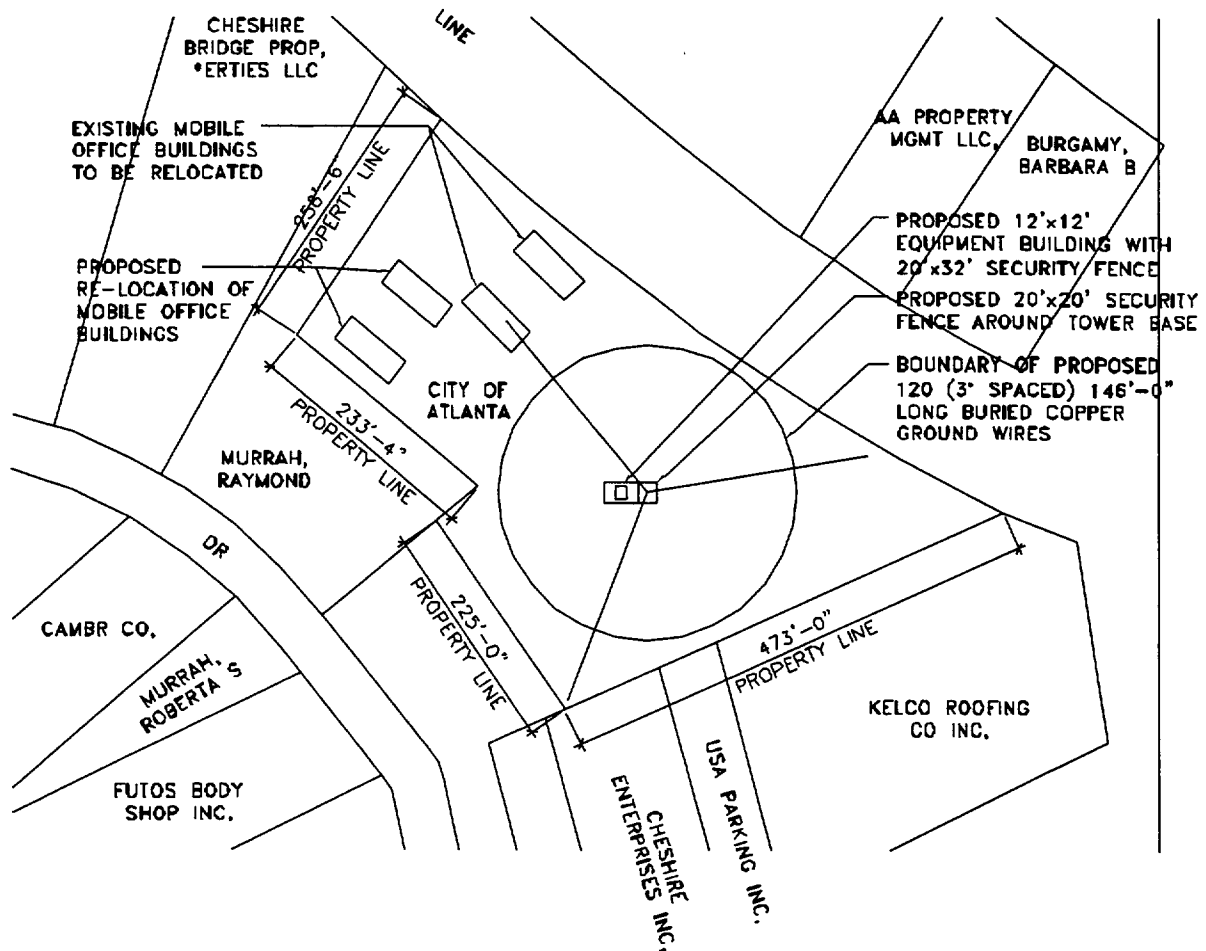 CHESHIRE
BRIDGE PROP,
*ERTIES LLC
LINE
EXISTING MOBILE
OFFICE BUILDINGS
TO BE RELOCATED
258'-6"
PROPERTY LINE
AA PROPERTY
MGMT LLC,
BURGAMY,
BARBARA B
PROPOSED 12'x12'
EQUIPMENT BUILDING WITH
20'x32' SECURITY FENCE
PROPOSED 20'x20' SECURITY
FENCE AROUND TOWER BASE
BOUNDARY OF PROPOSED
120 (3° SPACED) 146'-0"
LONG BURIED COPPER
GROUND WIRES
PROPOSED
RE-LOCATION OF
MOBILE OFFICE
BUILDINGS
CITY OF
ATLANTA
233'-4"
PROPERTY LINE
MURRAH,
RAYMOND
DR
225'-0"
PROPERTY LINE
473'-0"
PROPERTY LINE
CAMBR CO.
MURRAH,
ROBERTA S
FUTOS BODY
SHOP INC.
KELCO ROOFING
CO INC.
CHESHIRE
ENTERPRISES INC.
USA PARKING INC.